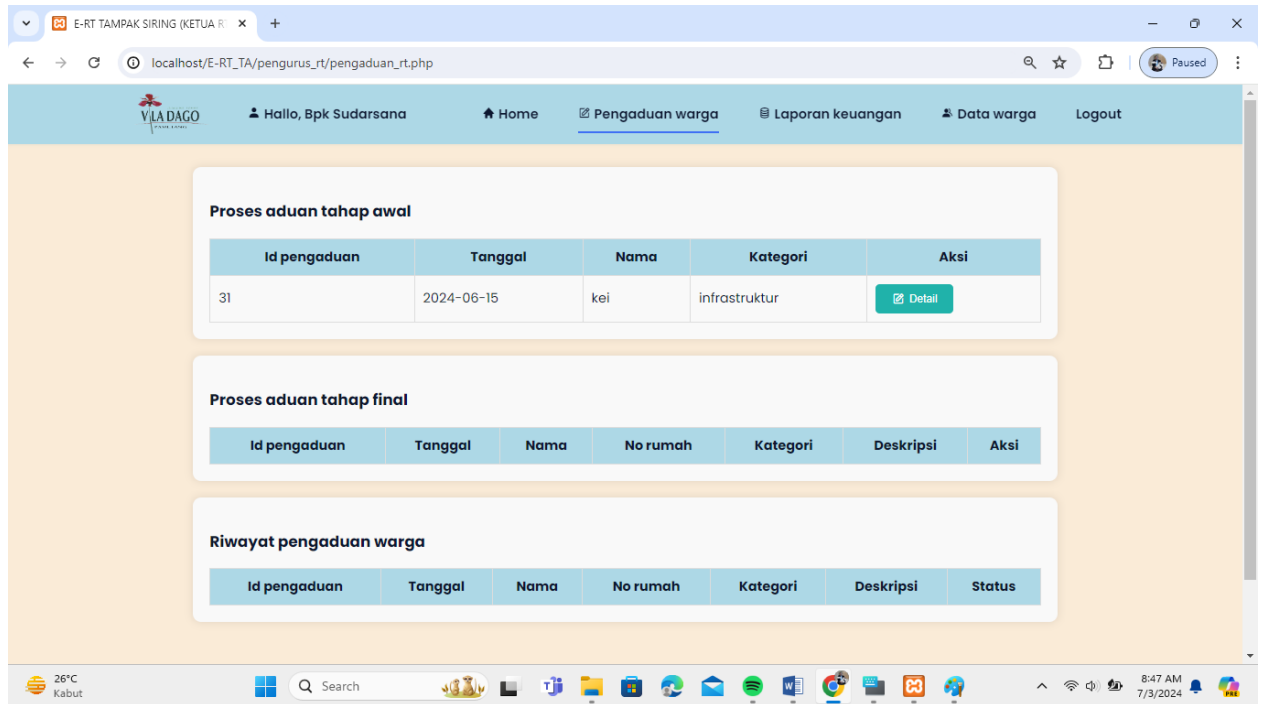 E-RT TAMPAK SIRING (KETUA R
localhost/E-RT_TA/pengurus_rt/pengaduan_rt.php
Paused
VILA DAGO
Hallo, Bpk Sudarsana
Home
Pengaduan warga
Laporan keuangan
Data warga
Logout
Proses aduan tahap awal
Id pengaduan Tanggal Nama Kategori Aksi
31 2024-06-15 kei infrastruktur Detail
Proses aduan tahap final
Id pengaduan Tanggal Nama No rumah Kategori Deskripsi Aksi
Riwayat pengaduan warga
Id pengaduan Tanggal Nama No rumah Kategori Deskripsi Status
26°C
Kabut
Search
8:47 AM
7/3/2024
PRE